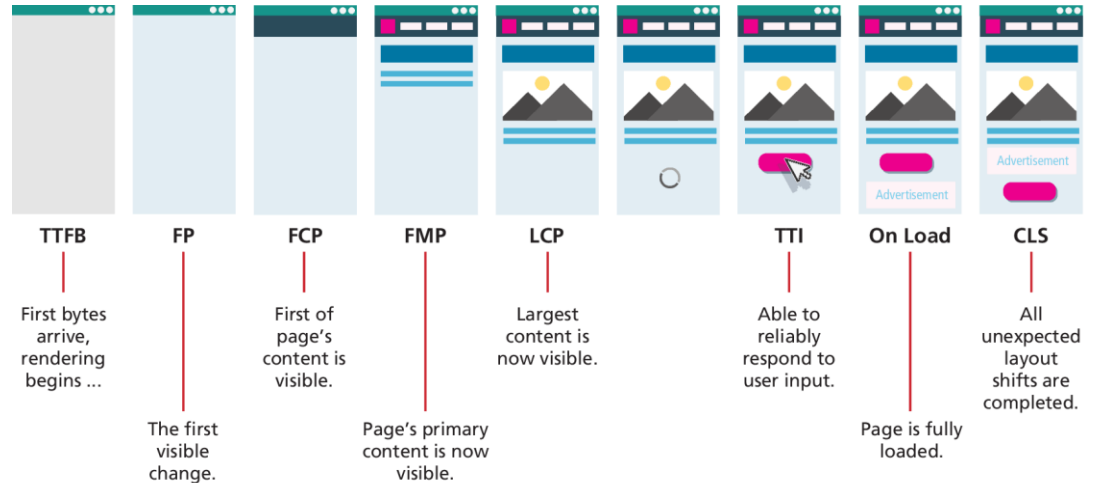 Advertisement
Advertisement
TTFB
FP
FCP
FMP
LCP
TTI
On Load
CLS
First bytes
arrive,
rendering
begins ...
The first
visible
change.
First of
page's
content is
visible.
Page's primary
content is now
visible.
Largest
content is
now visible.
Able to
reliably
respond to
user input.
Page is fully
loaded.
All
unexpected
layout
shifts are
completed.